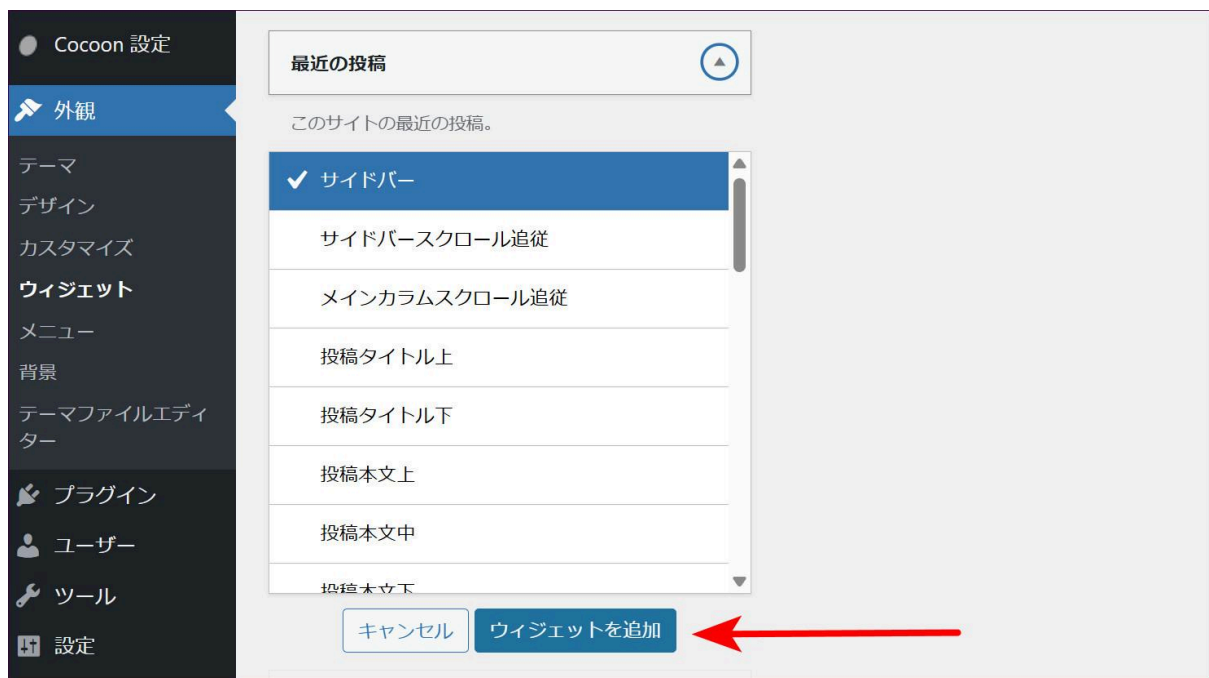 Cocoon 設定
外観
テーマ
デザイン
カスタマイズ
ウィジェット
メニュー
背景
テーマファイルエディ
ター
プラグイン
ユーザー
ツール
設定
最近の投稿
このサイトの最近の投稿。
サイドバー
サイドバースクロール追従
メインカラムスクロール追従
投稿タイトル上
投稿タイトル下
投稿本文上
投稿本文中
投稿本文下
キャンセル
ウィジェットを追加